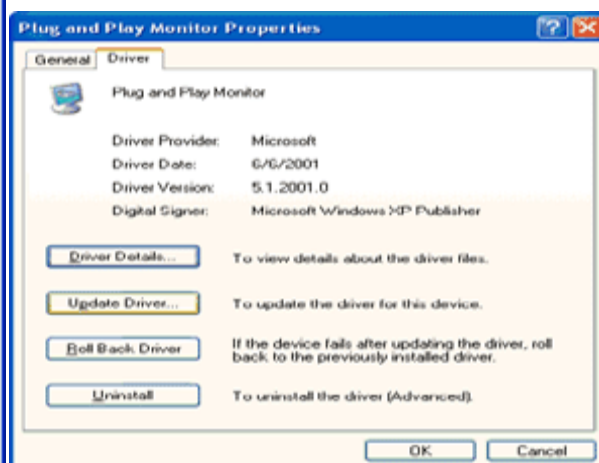 Plug and Play Monitor Properties
General Driver
Plug and Play Monitor
Driver Provider: Microsoft
Driver Date: 6/6/2001
Driver Version: 5.1.2001.0
Digital Signer: Microsoft Windows XP Publisher
Driver Details... To view details about the driver files.
Update Driver... To update the driver for this device.
Roll Back Driver If the device fails after updating the driver, roll
back to the previously installed driver.
Uninstall To uninstall the driver (Advanced).
OK Cancel